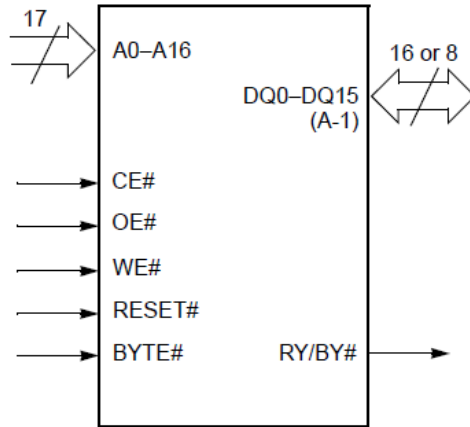 17
A0–A16
16 or 8
DQ0–DQ15
(A-1)
CE#
OE#
WE#
RESET#
BYTE#
RY/BY#